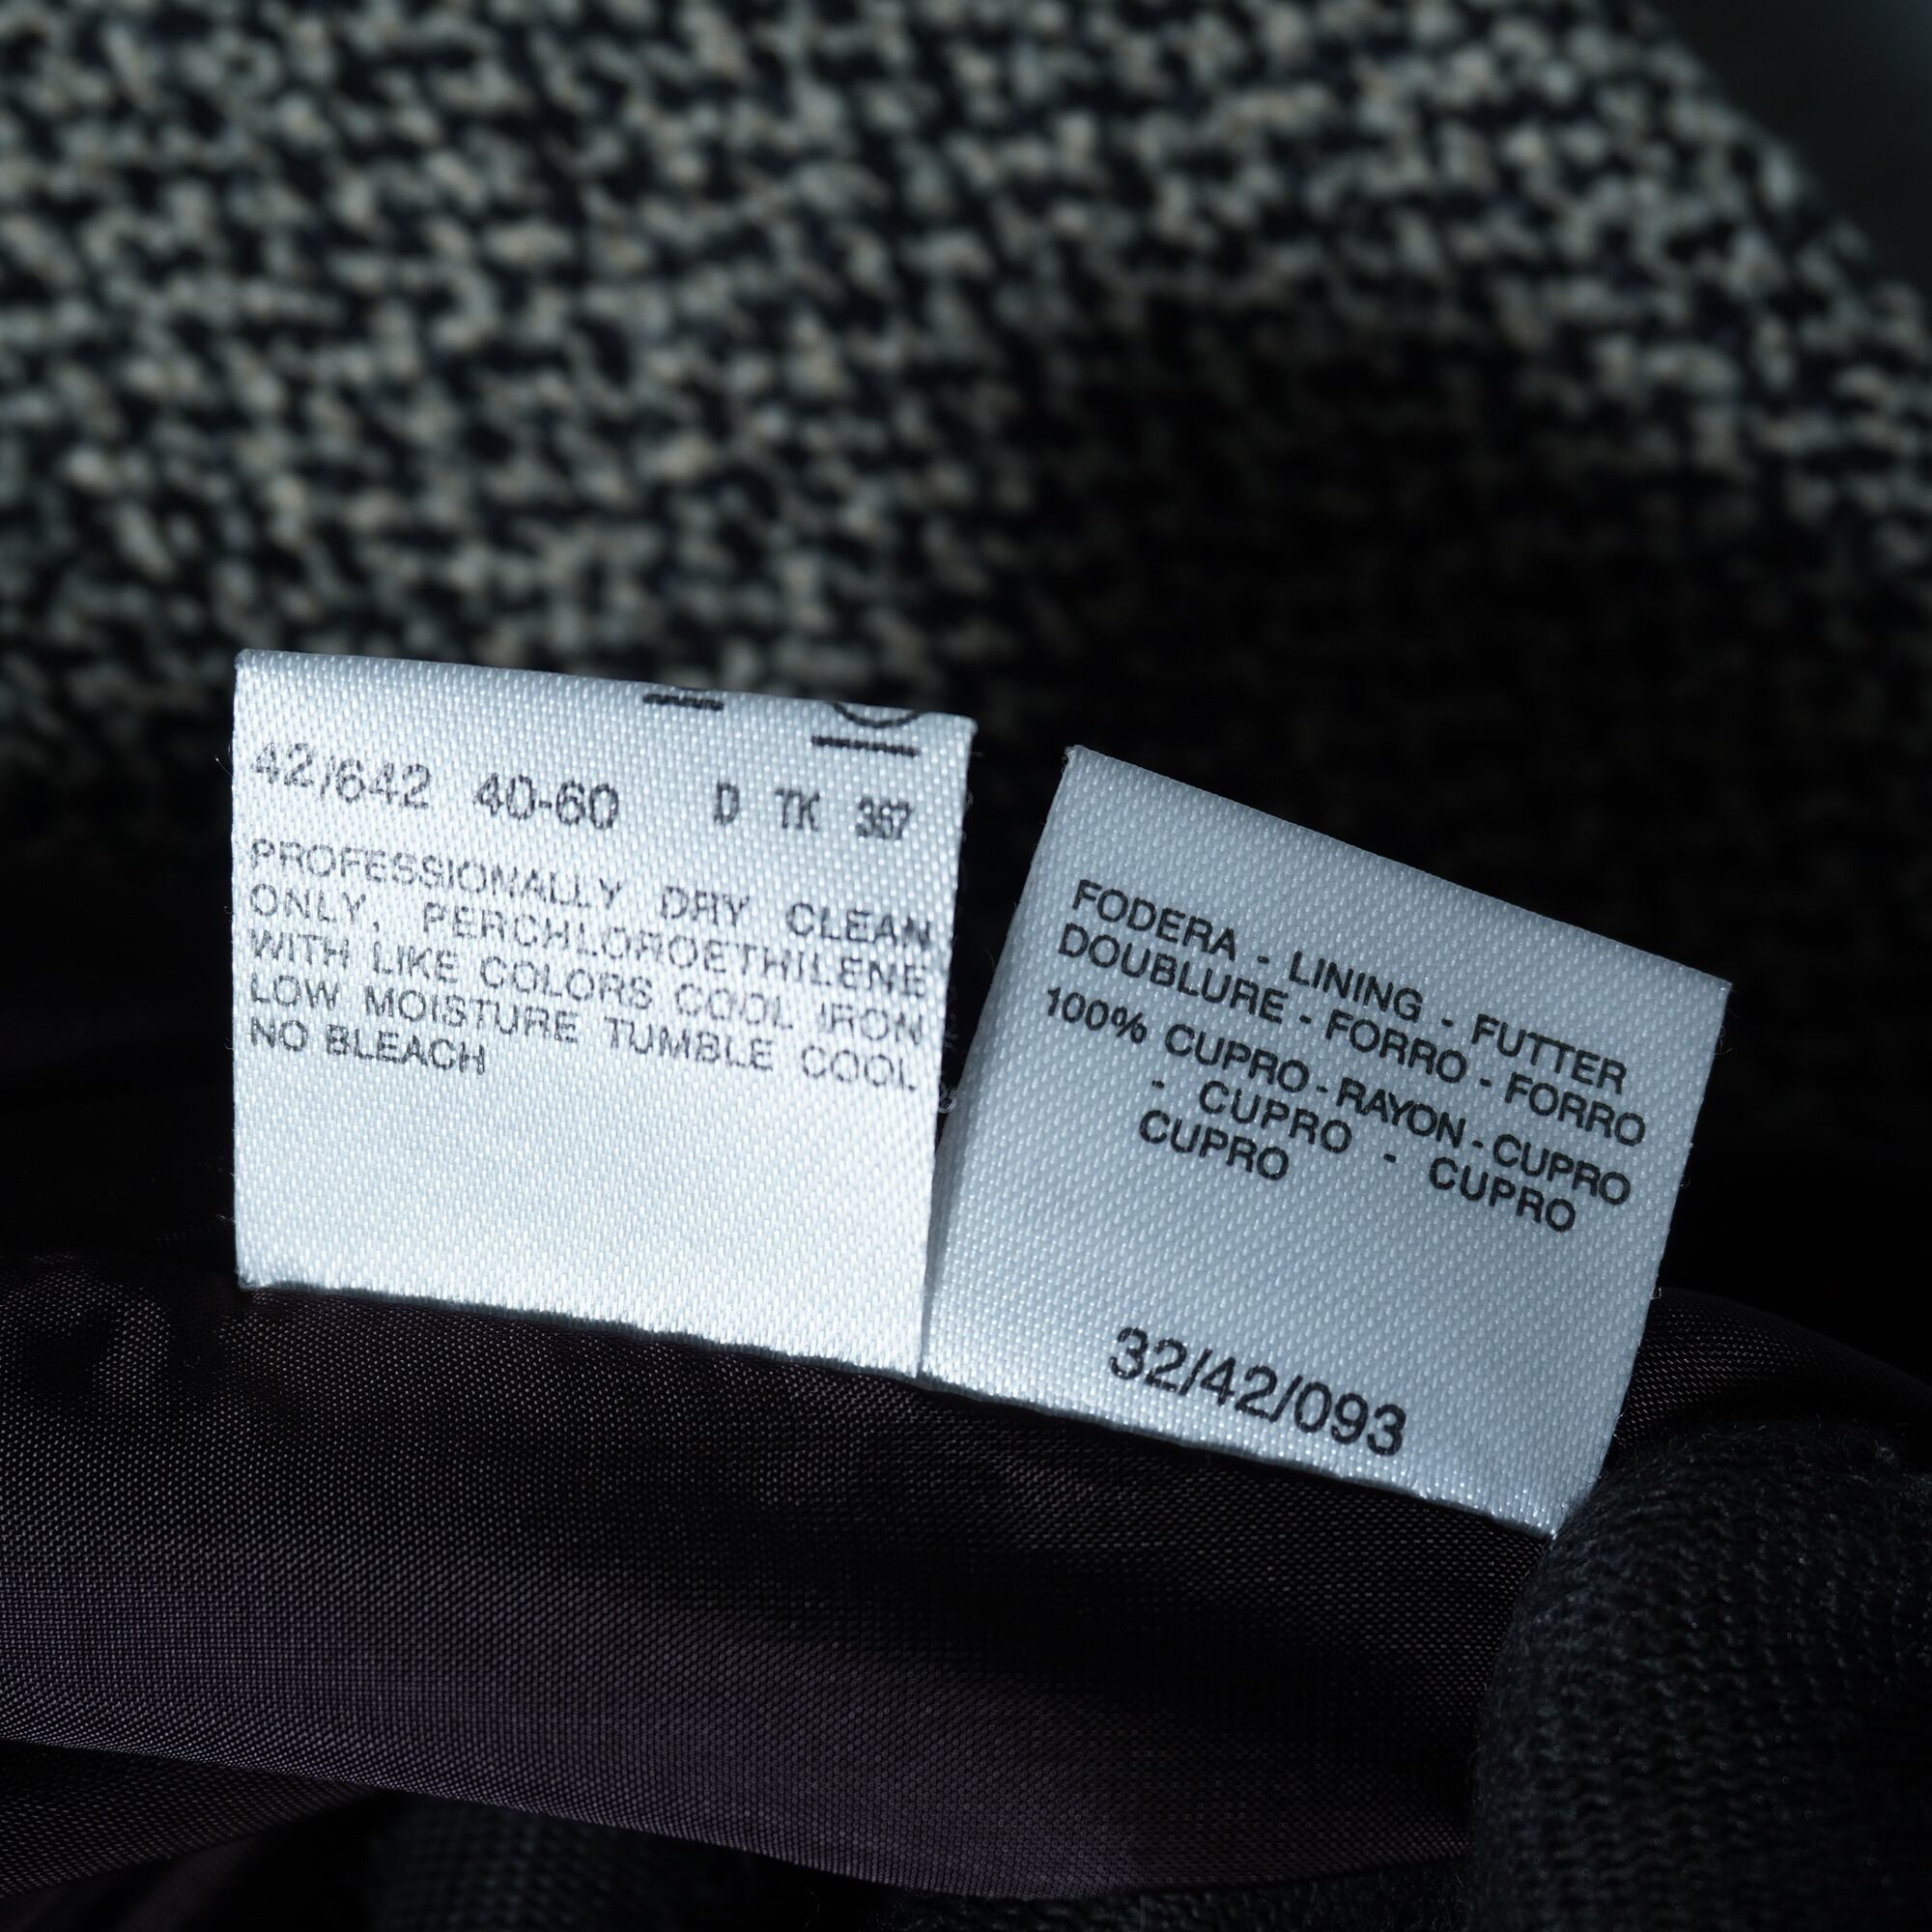 42/642 40-60 D TK 397
PROFESSIONALLY DRY CLEAN
ONLY, PERCHLOROETHILENE
WITH LIKE COLORS COOL IRON
LOW MOISTURE TUMBLE COOL
NO BLEACH
FODERA - LINING - FUTTER
DOUBLURE - FORRO - FORRO
100% CUPRO - RAYON - CUPRO
- CUPRO - CUPRO
CUPRO
32/42/093